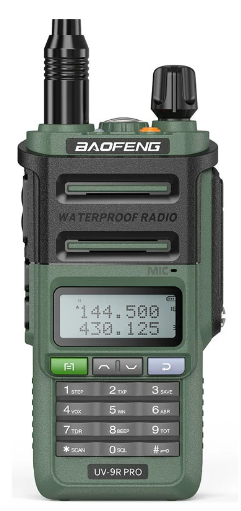 BAOFENG
WATERPROOF RADIO
MIC
144.500
430.125
1 STEP 2 TXP 3 SAVE
4 VOX 5 WN 6 ABR
7 TDR 8 BEEP 9 TOT
* SCAN 0 SQL #
UV-9R PRO